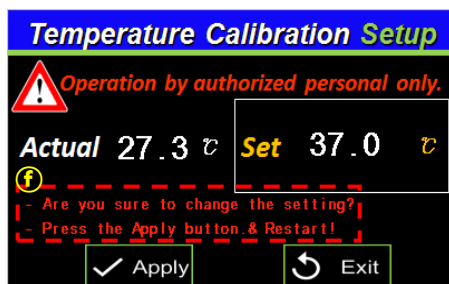 Temperature Calibration Setup
Operation by authorized personal only.
Actual 27.3 ℃ Set 37.0 ℃
f
- Are you sure to change the setting?
- Press the Apply button.& Restart!
Apply Exit